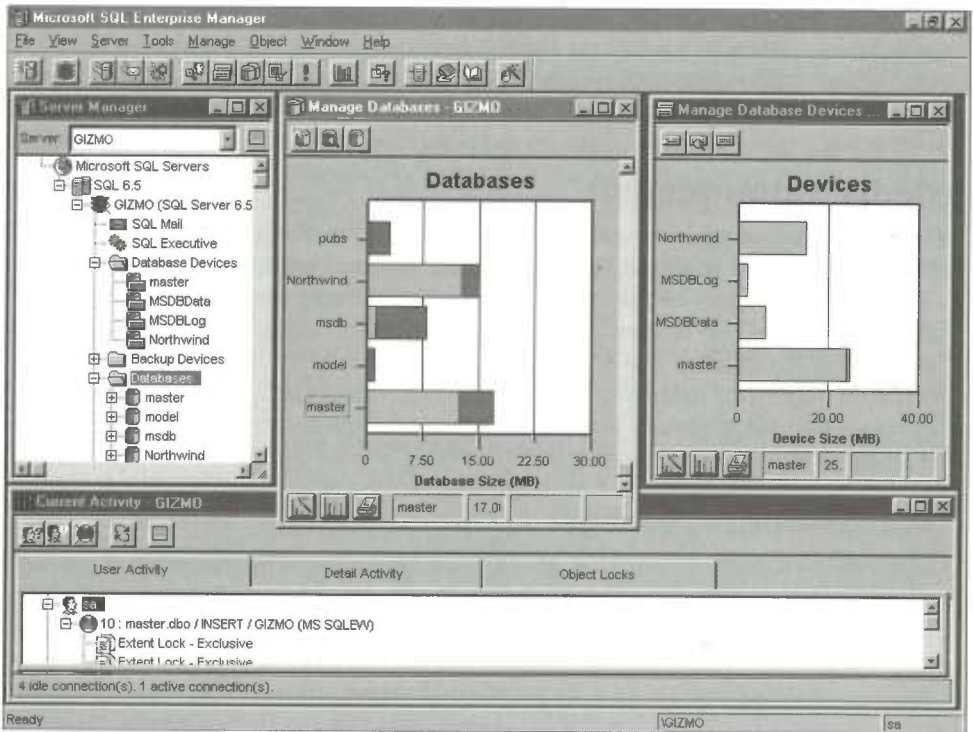 Microsoft SQL Enterprise Manager
File View Server Tools Manage Object Window Help
Server Manager
Server: GIZMO
Microsoft SQL Servers
SQL 6.5
GIZMO (SQL Server 6.5
SQL Mail
SQL Executive
Database Devices
master
MSDBData
MSDBLog
Northwind
Backup Devices
Databases
master
model
msdb
Northwind
Manage Databases - GIZMO
Databases
pubs
Northwind
msdb
model
master
0 7.50 15.00 22.50 30.00
Database Size (MB)
master 17.0
Manage Database Devices ...
Devices
Northwind
MSDBLog
MSDBData
master
0 20.00 40.00
Device Size (MB)
master 25.
Current Activity - GIZMO
User Activity Detail Activity Object Locks
sa
10 : master.dbo / INSERT / GIZMO (MS SQLEW)
Extent Lock - Exclusive
Extent Lock - Exclusive
4 idle connection(s). 1 active connection(s).
Ready \GIZMO sa